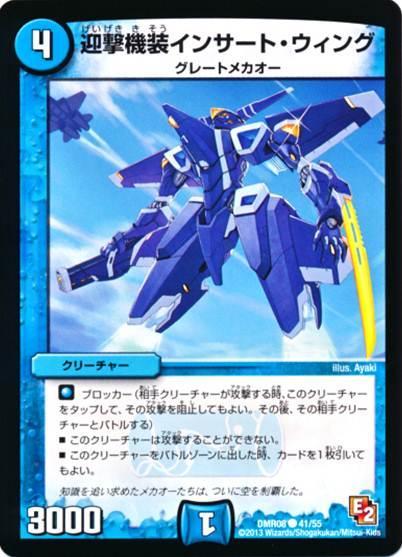 4
げいげききそう
迎撃機装インサート・ウィング
グレートメカオー
illus. Ayaki
クリーチャー
ブロッカー(相手クリーチャーが攻撃する時、このクリーチャー
をタップして、その攻撃を阻止してもよい。その後、その相手クリーチャー
とバトルする)
■このクリーチャーは攻撃することができない。
■このクリーチャーをバトルゾーンに出した時、カードを1枚引いて
もよい。
知識を追い求めたメカオーたちは、ついに空を制覇した。
3000
1
DMR08 41/55
©2013 Wizards/Shogakukan/Mitsui-Kids
E2